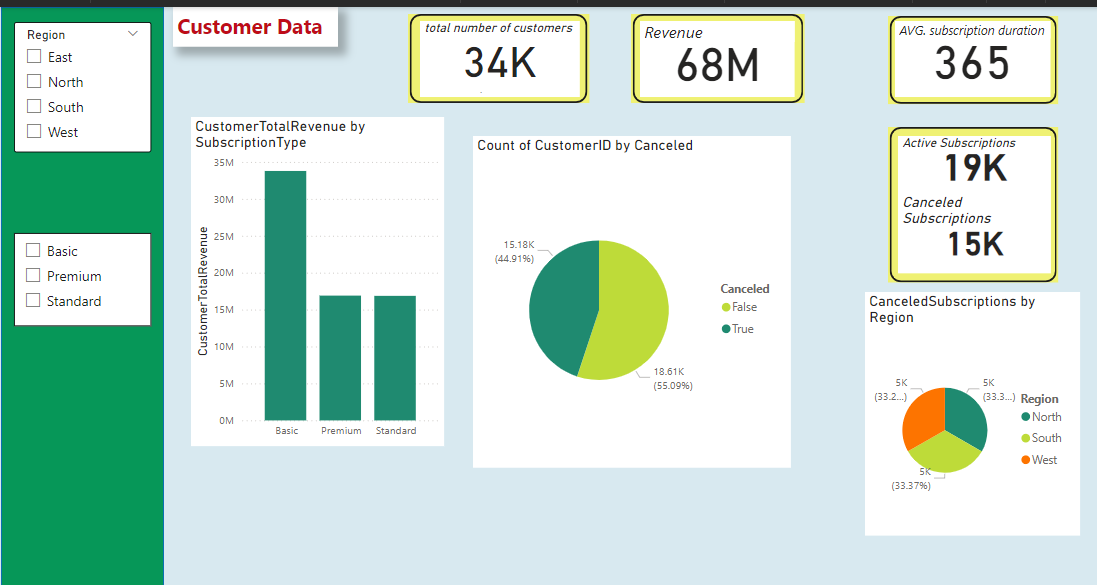 Region
East
North
South
West
Basic
Premium
Standard
Customer Data
total number of customers
34K
Revenue
68M
AVG. subscription duration
365
Active Subscriptions
19K
Canceled
Subscriptions
15K
CustomerTotalRevenue by
SubscriptionType
CustomerTotalRevenue
35M
30M
25M
20M
15M
10M
5M
0M
Basic Premium Standard
Count of CustomerID by Canceled
15.18K
(44.91%)
18.61K
(55.09%)
Canceled
False
True
CanceledSubscriptions by
Region
5K
(33.2...)
5K
(33.3...)
5K
(33.37%)
Region
North
South
West